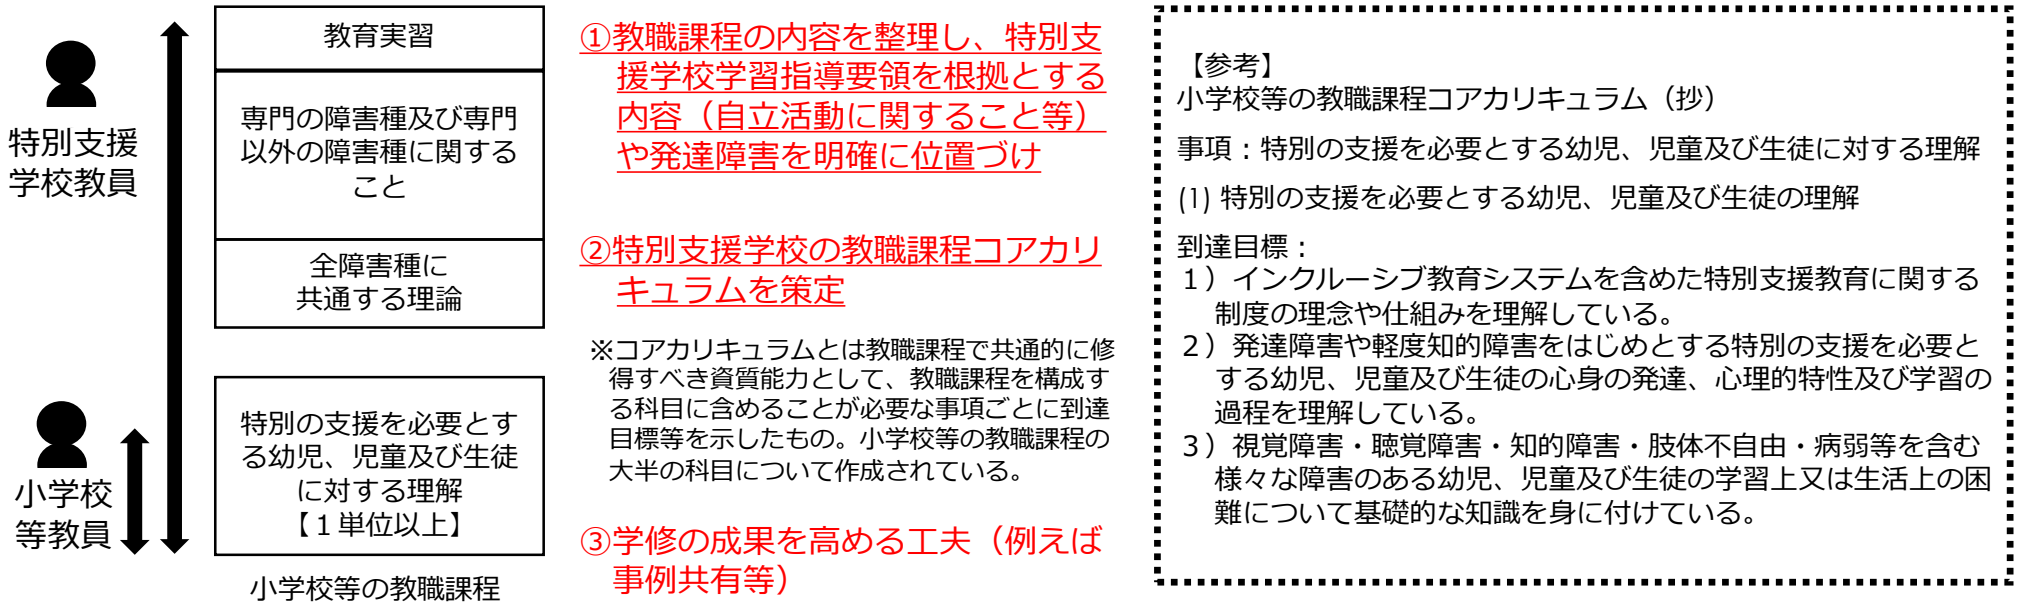 特別支援
学校教員
小学校
等教員
教育実習
専門の障害種及び専門
以外の障害種に関する
こと
全障害種に
共通する理論
特別の支援を必要とす
る幼児、児童及び生徒
に対する理解
【１単位以上】
小学校等の教職課程
①教職課程の内容を整理し、特別支
援学校学習指導要領を根拠とする
内容（自立活動に関すること等）
や発達障害を明確に位置づけ
②特別支援学校の教職課程コアカリ
キュラムを策定
※コアカリキュラムとは教職課程で共通的に修
得すべき資質能力として、教職課程を構成す
る科目に含めることが必要な事項ごとに到達
目標等を示したもの。小学校等の教職課程の
大半の科目について作成されている。
③学修の成果を高める工夫（例えば
事例共有等）
【参考】
小学校等の教職課程コアカリキュラム（抄）
事項：特別の支援を必要とする幼児、児童及び生徒に対する理解
(1) 特別の支援を必要とする幼児、児童及び生徒の理解
到達目標：
１）インクルーシブ教育システムを含めた特別支援教育に関する
制度の理念や仕組みを理解している。
２）発達障害や軽度知的障害をはじめとする特別の支援を必要と
する幼児、児童及び生徒の心身の発達、心理的特性及び学習の
過程を理解している。
３）視覚障害・聴覚障害・知的障害・肢体不自由・病弱等を含む
様々な障害のある幼児、児童及び生徒の学習上又は生活上の困
難について基礎的な知識を身に付けている。